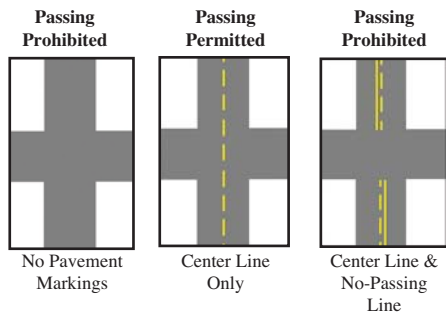 Passing
Prohibited
Passing
Permitted
Passing
Prohibited
No Pavement
Markings
Center Line
Only
Center Line &
No-Passing
Line